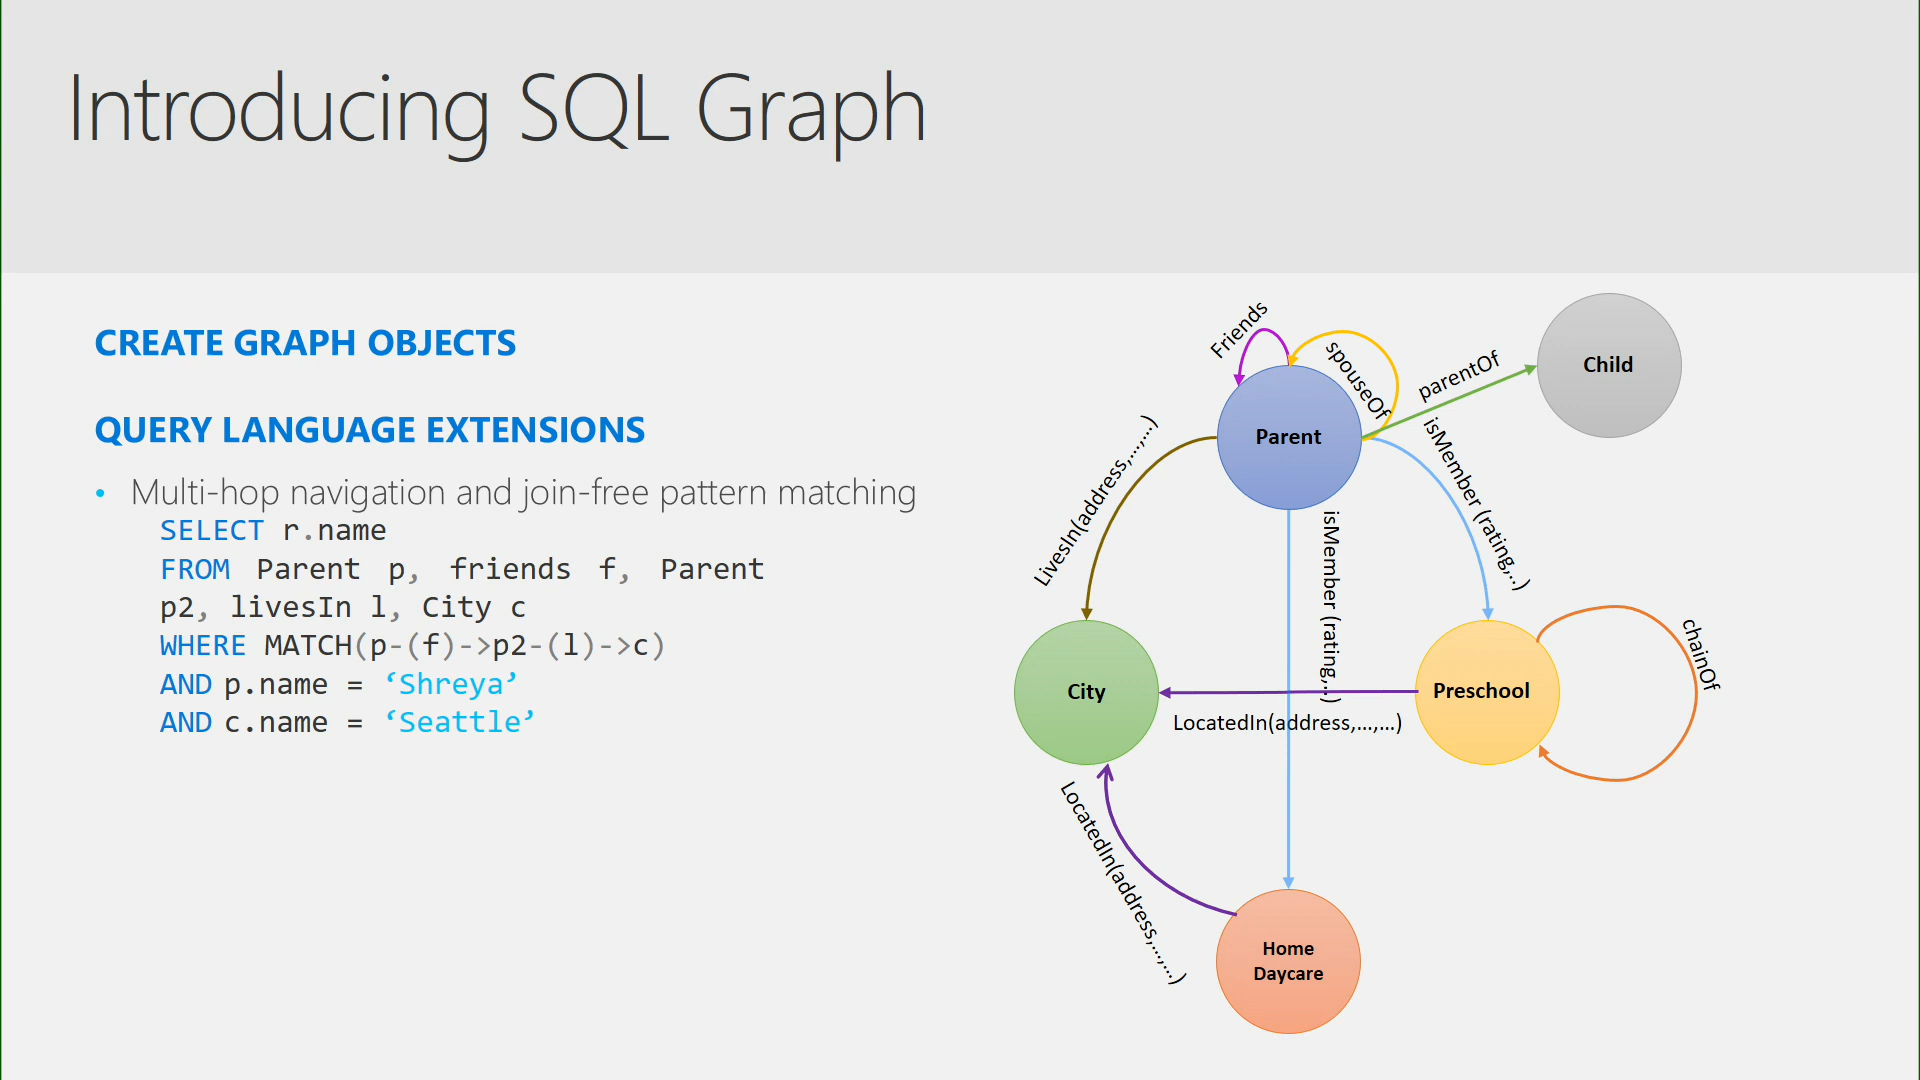 Introducing SQL Graph
CREATE GRAPH OBJECTS
QUERY LANGUAGE EXTENSIONS
• Multi-hop navigation and join-free pattern matching
SELECT r.name
FROM Parent p, friends f, Parent
p2, livesIn l, City c
WHERE MATCH(p-(f)->p2-(l)->c)
AND p.name = ‘Shreya’
AND c.name = ‘Seattle’
Friends
spouseOf
parentOf
Child
Parent
LivesIn(address,...,...)
isMember (rating,..)
isMember (rating,..)
chainOf
City
Preschool
LocatedIn(address,...,...)
LocatedIn(address,...,...)
Home
Daycare